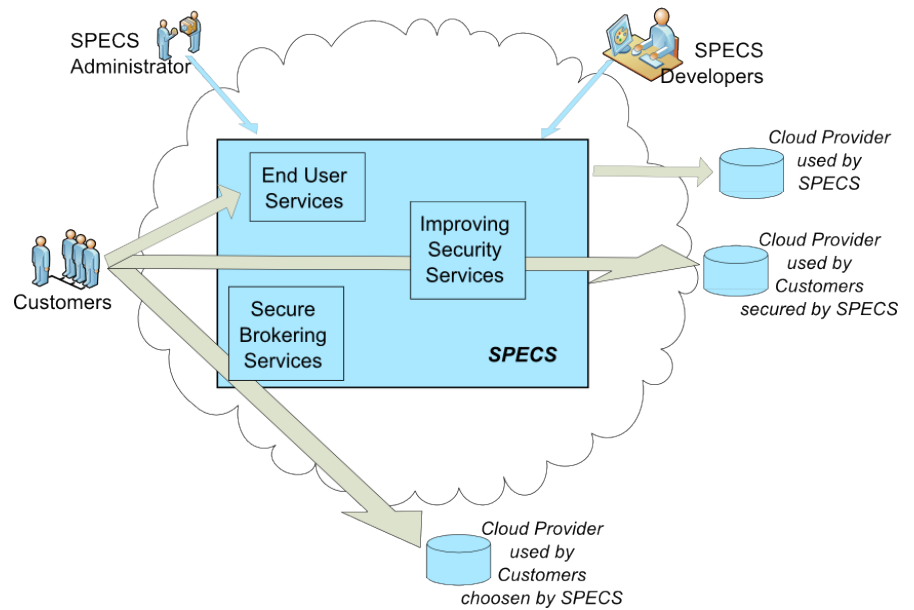 SPECS
Administrator
SPECS
Developers
Cloud Provider
used by
SPECS
End User
Services
Improving
Security
Services
Cloud Provider
used by
Customers
secured by SPECS
Customers
Secure
Brokering
Services
SPECS
Cloud Provider
used by
Customers
choosen by SPECS